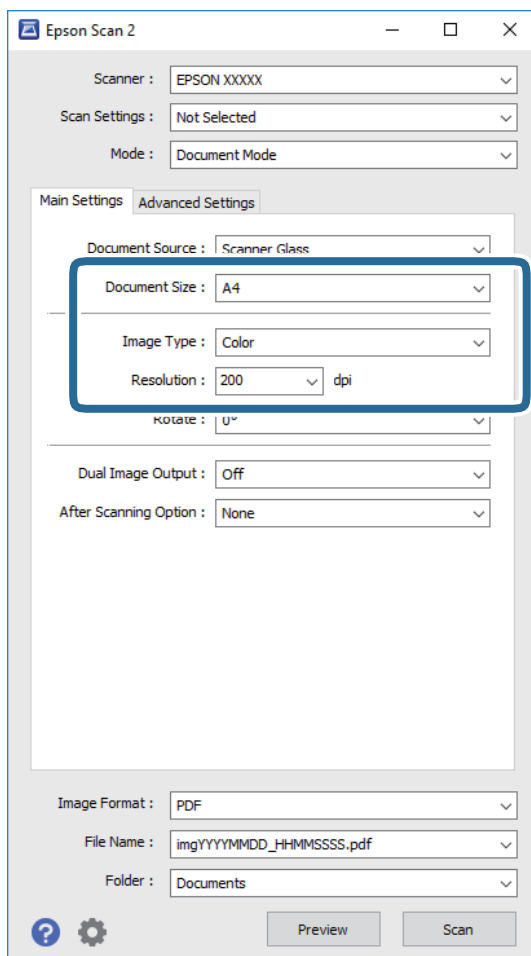 Epson Scan 2
Scanner : EPSON XXXXX
Scan Settings : Not Selected
Mode : Document Mode
Main Settings Advanced Settings
Document Source : Scanner Glass
Document Size : A4
Image Type : Color
Resolution : 200 dpi
Rotate : 0°
Dual Image Output : Off
After Scanning Option : None
Image Format : PDF
File Name : imgYYYYMMDD_HHMMSSSS.pdf
Folder : Documents
? Preview Scan